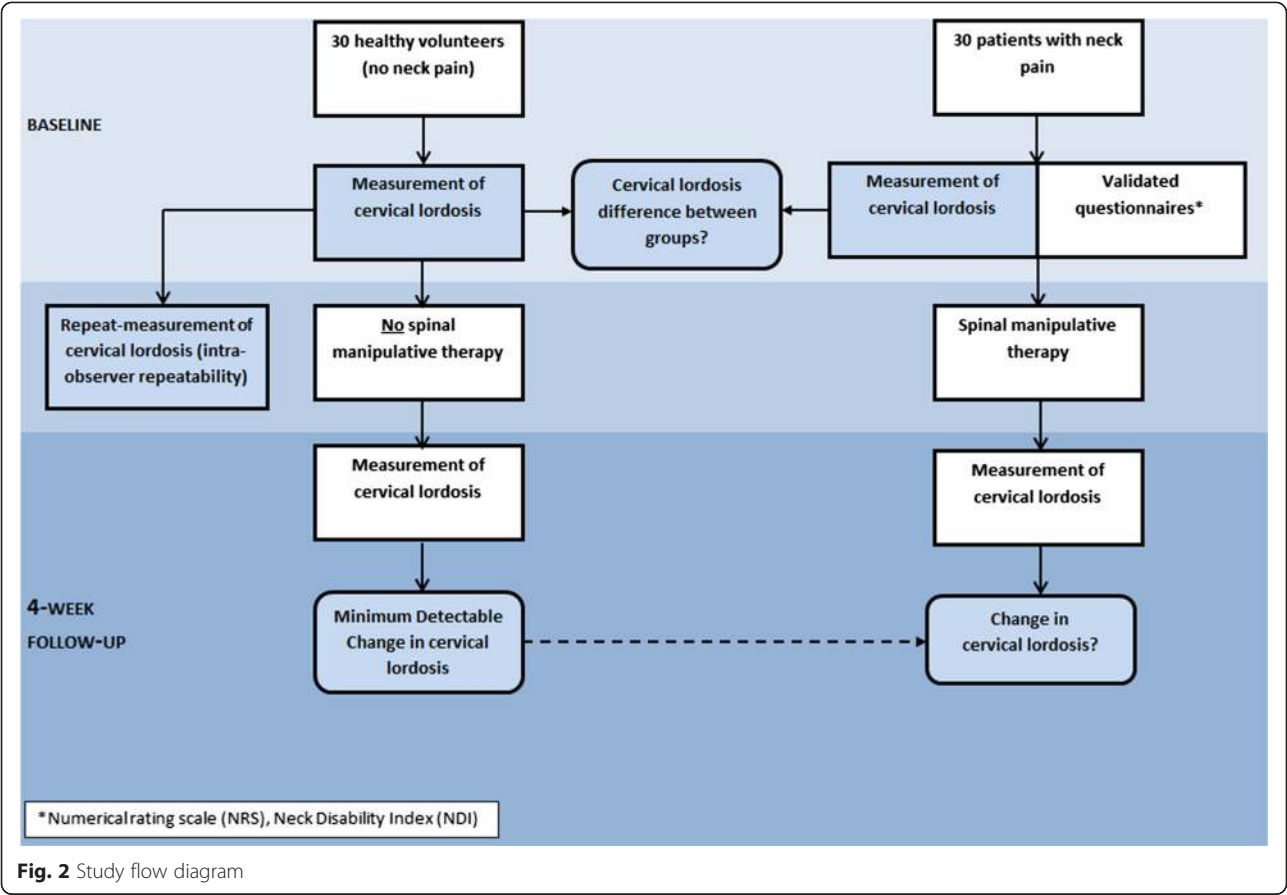 30 healthy volunteers
(no neck pain)
30 patients with neck
pain
BASELINE
Measurement of
cervical lordosis
Cervical lordosis
difference between
groups?
Measurement of
cervical lordosis
Validated
questionnaires*
Repeat-measurement of
cervical lordosis (intra-
observer repeatability)
No spinal
manipulative therapy
Spinal manipulative
therapy
Measurement of
cervical lordosis
Measurement of
cervical lordosis
4-WEEK
FOLLOW-UP
Minimum Detectable
Change in cervical
lordosis
Change in
cervical lordosis?
*Numerical rating scale (NRS), Neck Disability Index (NDI)
Fig. 2 Study flow diagram